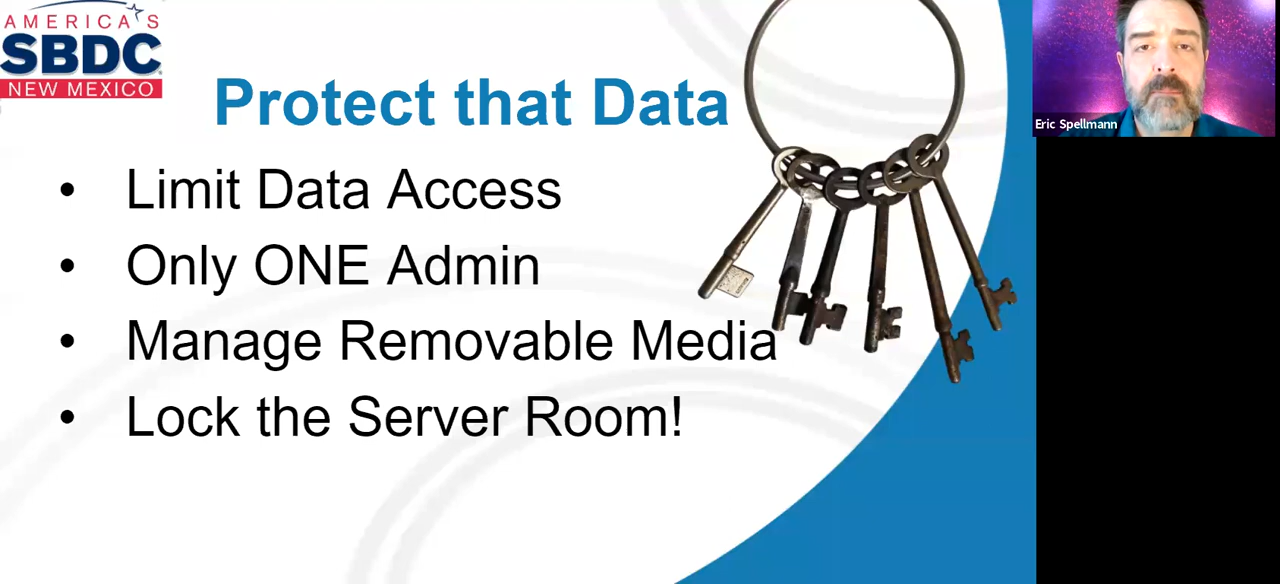 AMERICA'S
SBDC
NEW MEXICO
Protect that Data
• Limit Data Access
• Only ONE Admin
• Manage Removable Media
• Lock the Server Room!
Eric Spellmann